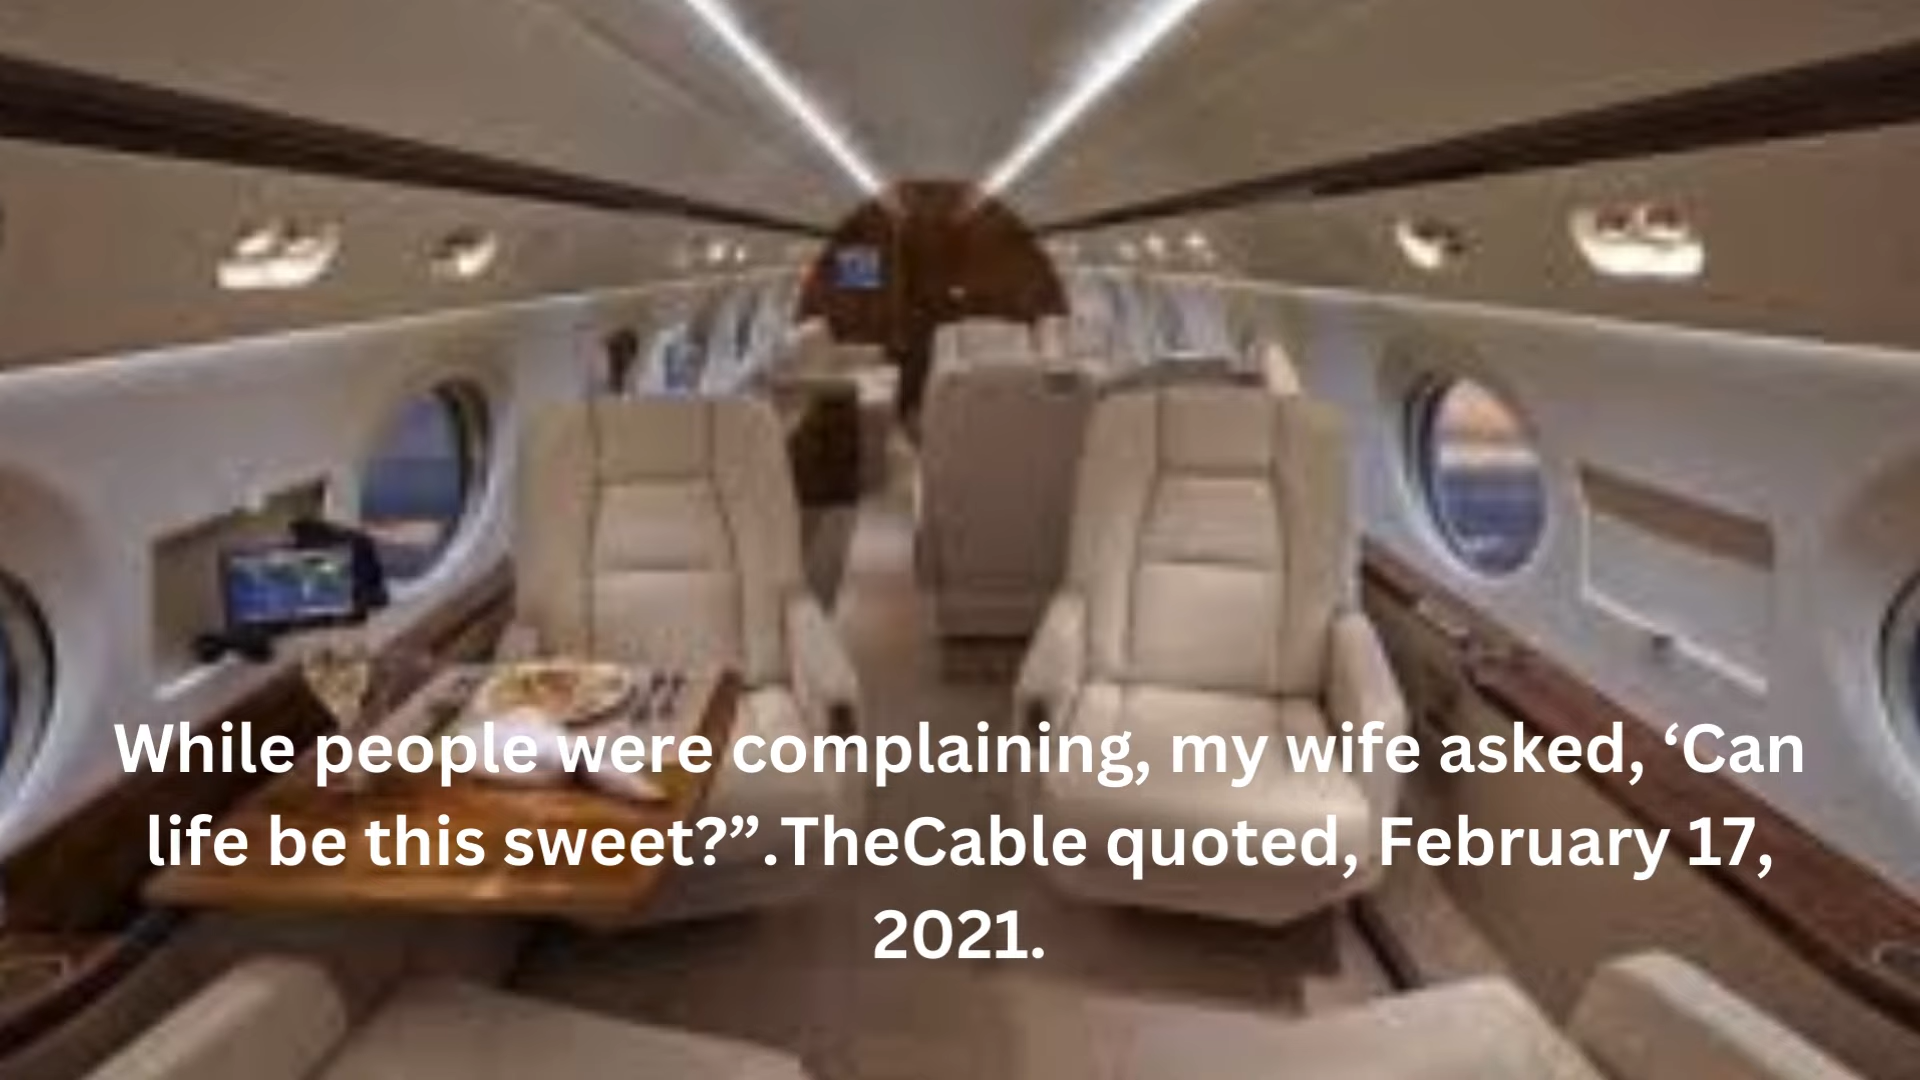 While people were complaining, my wife asked, ‘Can
life be this sweet?”.TheCable quoted, February 17,
2021.